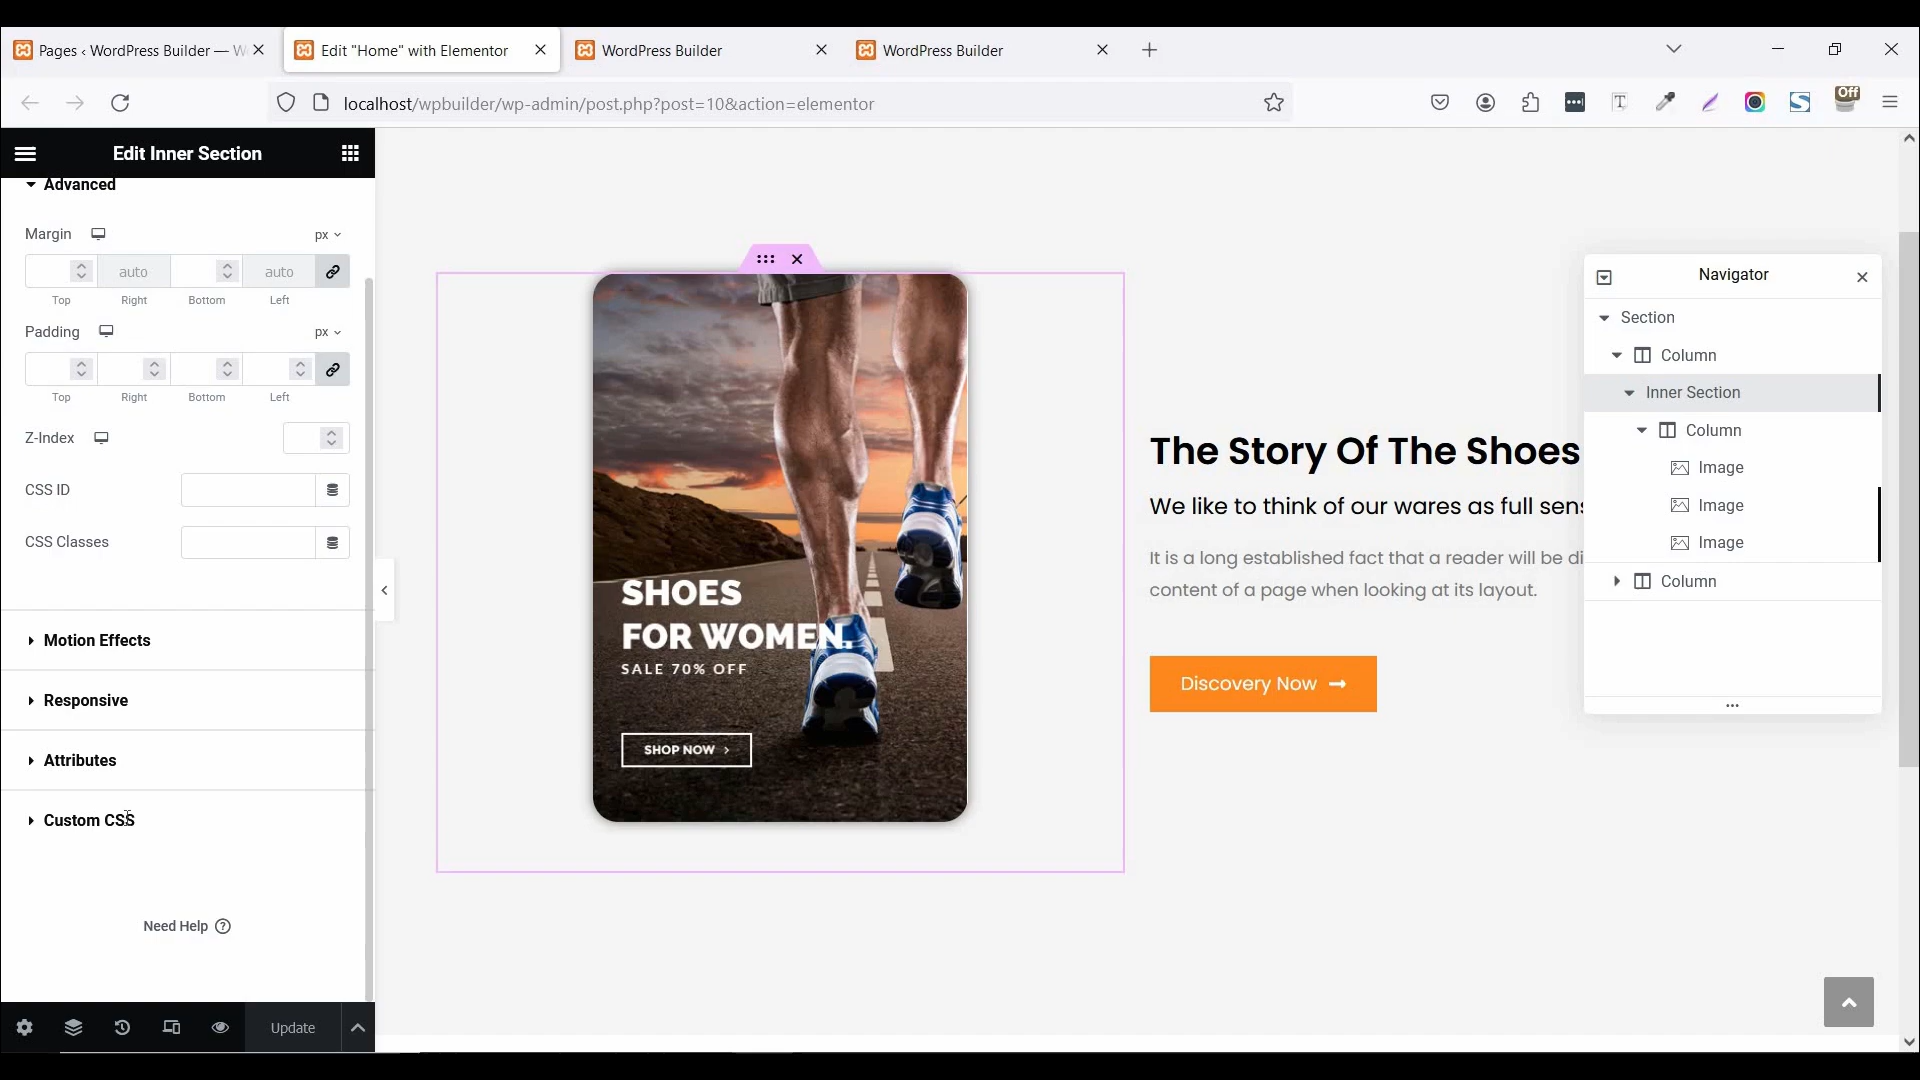 Pages ‹ WordPress Builder — W
Edit "Home" with Elementor
WordPress Builder
WordPress Builder
localhost/wpbuilder/wp-admin/post.php?post=10&action=elementor
Off
Edit Inner Section
Advanced
Margin
px
auto
auto
Top
Right
Bottom
Left
Padding
px
Top
Right
Bottom
Left
Z-Index
CSS ID
CSS Classes
Motion Effects
Responsive
Attributes
Custom CSS
Need Help
Update
SHOES
FOR WOMEN.
SALE 70% OFF
SHOP NOW >
The Story Of The Shoes
We like to think of our wares as full sens
It is a long established fact that a reader will be di
content of a page when looking at its layout.
Discovery Now
Navigator
Section
Column
Inner Section
Column
Image
Image
Image
Column